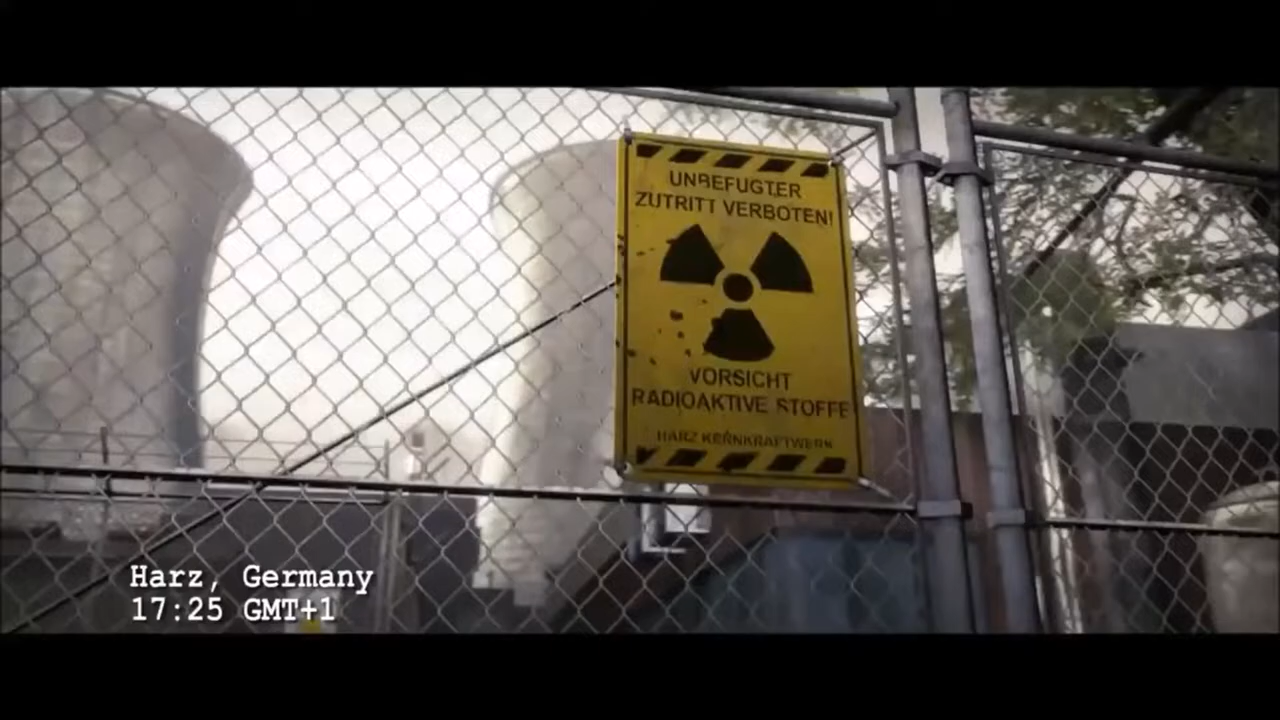 UNBEFUGTER
ZUTRITT VERBOTEN!
VORSICHT
RADIOAKTIVE STOFFE
HARZ KERNKRAFTWERK
Harz, Germany
17:25 GMT+1